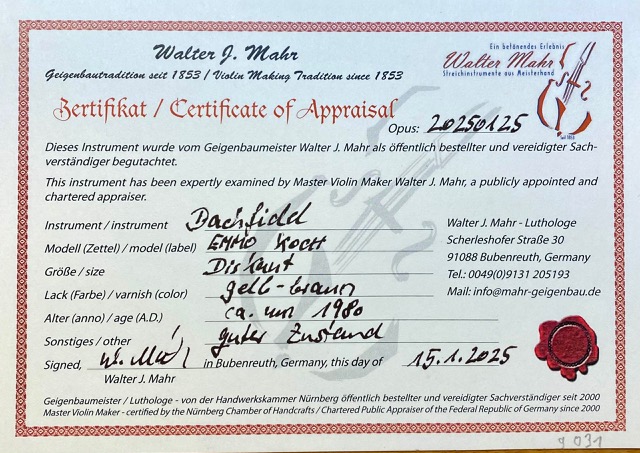 Walter J. Mahr
Geigenbautradition seit 1853 / Violin Making Tradition since 1853
Ein betönendes Erlebnis
Walter Mahr
Streichinstrumente aus Meisterhand
seit 1853
Zertifikat / Certificate of Appraisal
Opus: 20250125
Dieses Instrument wurde vom Geigenbaumeister Walter J. Mahr als öffentlich bestellter und vereidigter Sach-
verständiger begutachtet.
This instrument has been expertly examined by Master Violin Maker Walter J. Mahr, a publicly appointed and
chartered appraiser.
Instrument / instrument Dachfidel
Modell (Zettel) / model (label) EMMO Koch
Größe / size Diskant
Lack (Farbe) / varnish (color) gelb-braun
Alter (anno) / age (A.D.) ca. um 1980
Sonstiges / other guter Zustand
Walter J. Mahr - Luthologe
Scherleshofer Straße 30
91088 Bubenreuth, Germany
Tel.: 0049(0)9131 205193
Mail: info@mahr-geigenbau.de
Signed, W. Mahr in Bubenreuth, Germany, this day of 15.1.2025
Walter J. Mahr
Geigenbaumeister / Luthologe - von der Handwerkskammer Nürnberg öffentlich bestellter und vereidigter Sachverständiger seit 2000
Master Violin Maker - certified by the Nürnberg Chamber of Handcrafts / Chartered Public Appraiser of the Federal Republic of Germany since 2000
9031